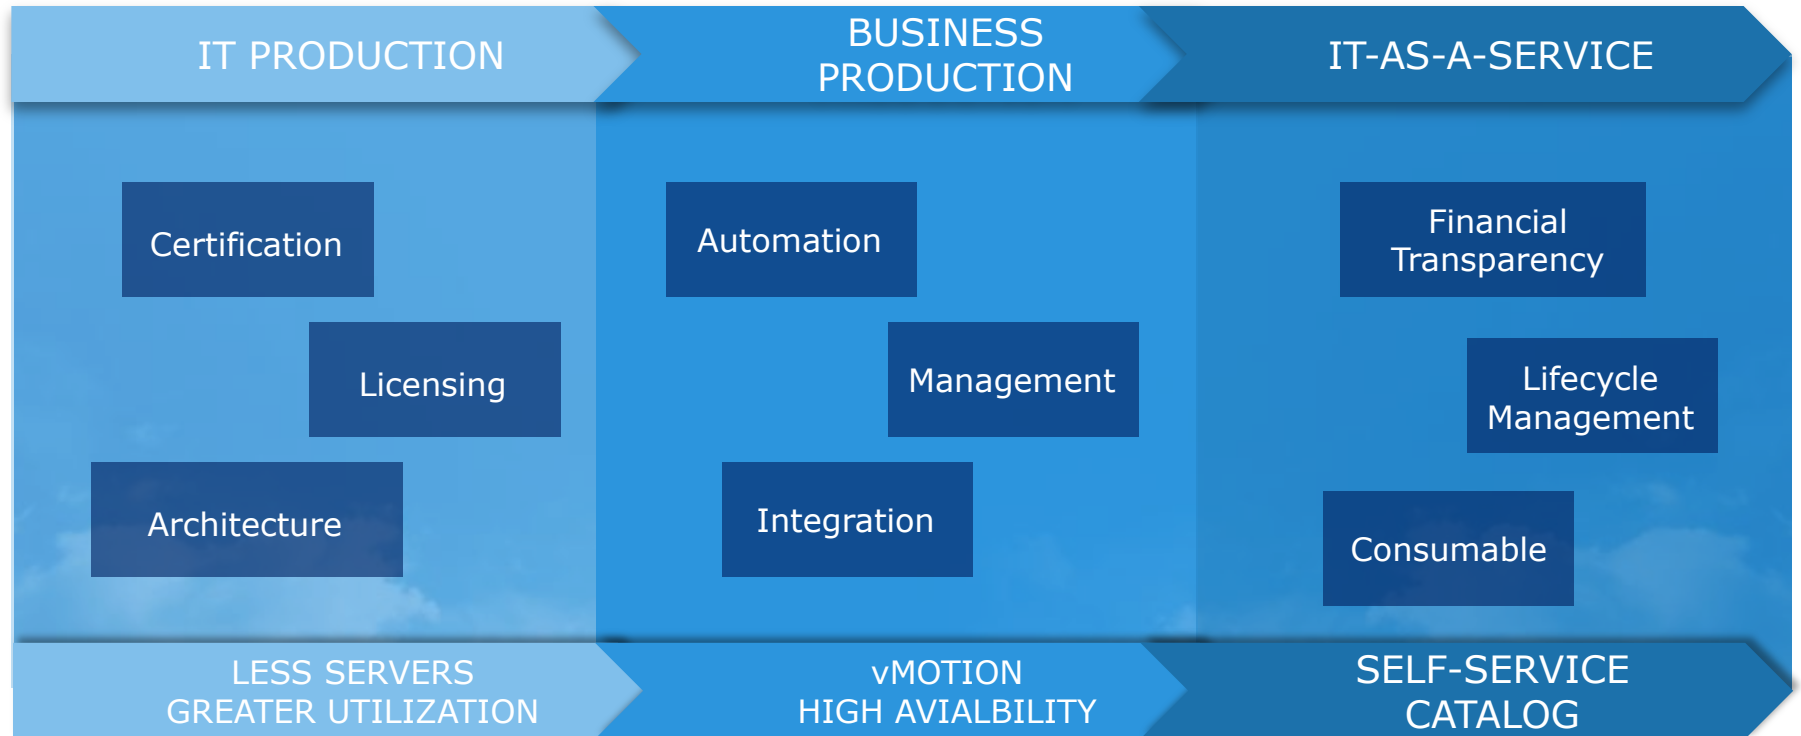 IT PRODUCTION
BUSINESS
PRODUCTION
IT-AS-A-SERVICE
Certification
Licensing
Architecture
Automation
Management
Integration
Financial
Transparency
Lifecycle
Management
Consumable
LESS SERVERS
GREATER UTILIZATION
vMOTION
HIGH AVIALBILITY
SELF-SERVICE
CATALOG